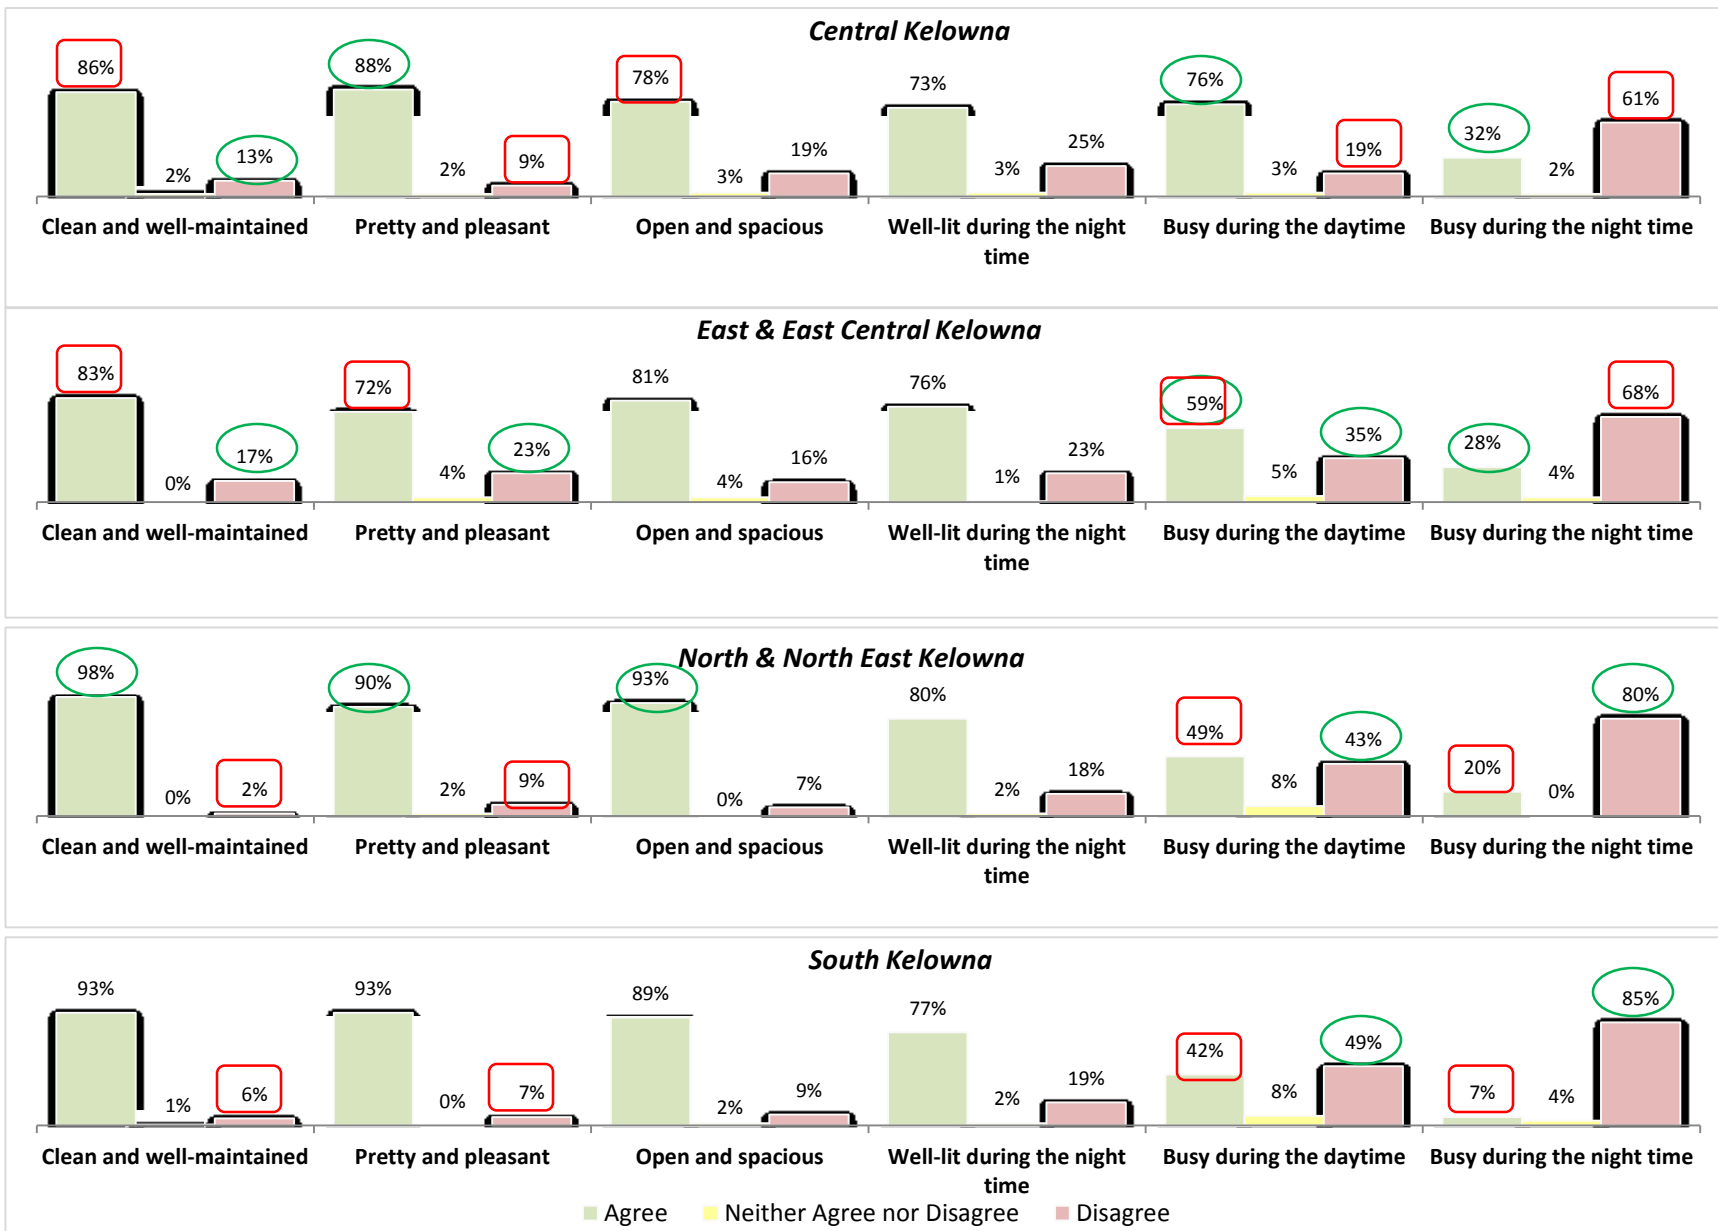 Central Kelowna
86% 2% 13% 88% 2% 9% 78% 3% 19% 73% 3% 25% 76% 3% 19% 32% 2% 61%
Clean and well-maintained Pretty and pleasant Open and spacious Well-lit during the night Busy during the daytime Busy during the night time
time
East & East Central Kelowna
83% 0% 17% 72% 4% 23% 81% 4% 16% 76% 1% 23% 59% 5% 35% 28% 4% 68%
Clean and well-maintained Pretty and pleasant Open and spacious Well-lit during the night Busy during the daytime Busy during the night time
time
North & North East Kelowna
98% 0% 2% 90% 2% 9% 93% 0% 7% 80% 2% 18% 49% 8% 43% 20% 0% 80%
Clean and well-maintained Pretty and pleasant Open and spacious Well-lit during the night Busy during the daytime Busy during the night time
time
South Kelowna
93% 1% 6% 93% 0% 7% 89% 2% 9% 77% 2% 19% 42% 8% 49% 7% 4% 85%
Clean and well-maintained Pretty and pleasant Open and spacious Well-lit during the night Busy during the daytime Busy during the night time
time
Agree Neither Agree nor Disagree Disagree